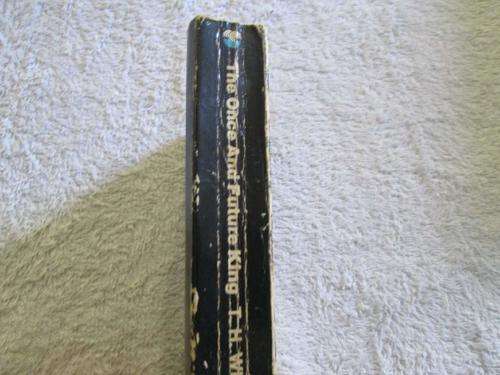 The Once And Future King T. H. W